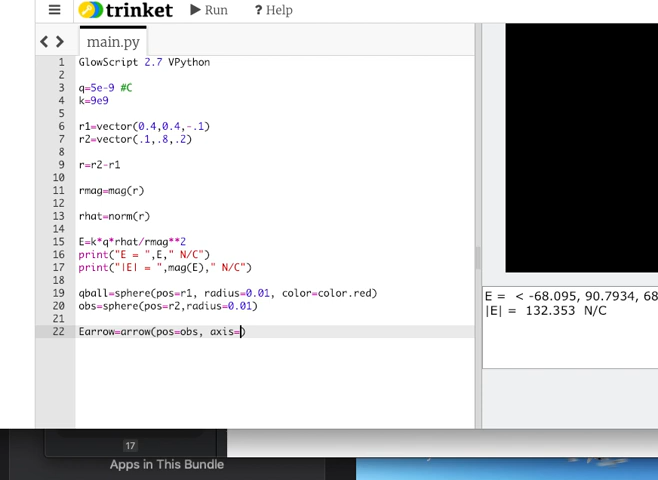 trinket Run ? Help
main.py
1 GlowScript 2.7 VPython
2
3 q=5e-9 #C
4 k=9e9
5
6 r1=vector(0.4,0.4,-.1)
7 r2=vector(.1,.8,.2)
8
9 r=r2-r1
10
11 rmag=mag(r)
12
13 rhat=norm(r)
14
15 E=k*q*rhat/rmag**2
16 print("E = ",E," N/C")
17 print("|E| = ",mag(E)," N/C")
18
19 qball=sphere(pos=r1, radius=0.01, color=color.red)
20 obs=sphere(pos=r2,radius=0.01)
21
22 Earrow=arrow(pos=obs, axis=)
E = < -68.095, 90.7934, 68
|E| = 132.353 N/C
17
Apps in This Bundle